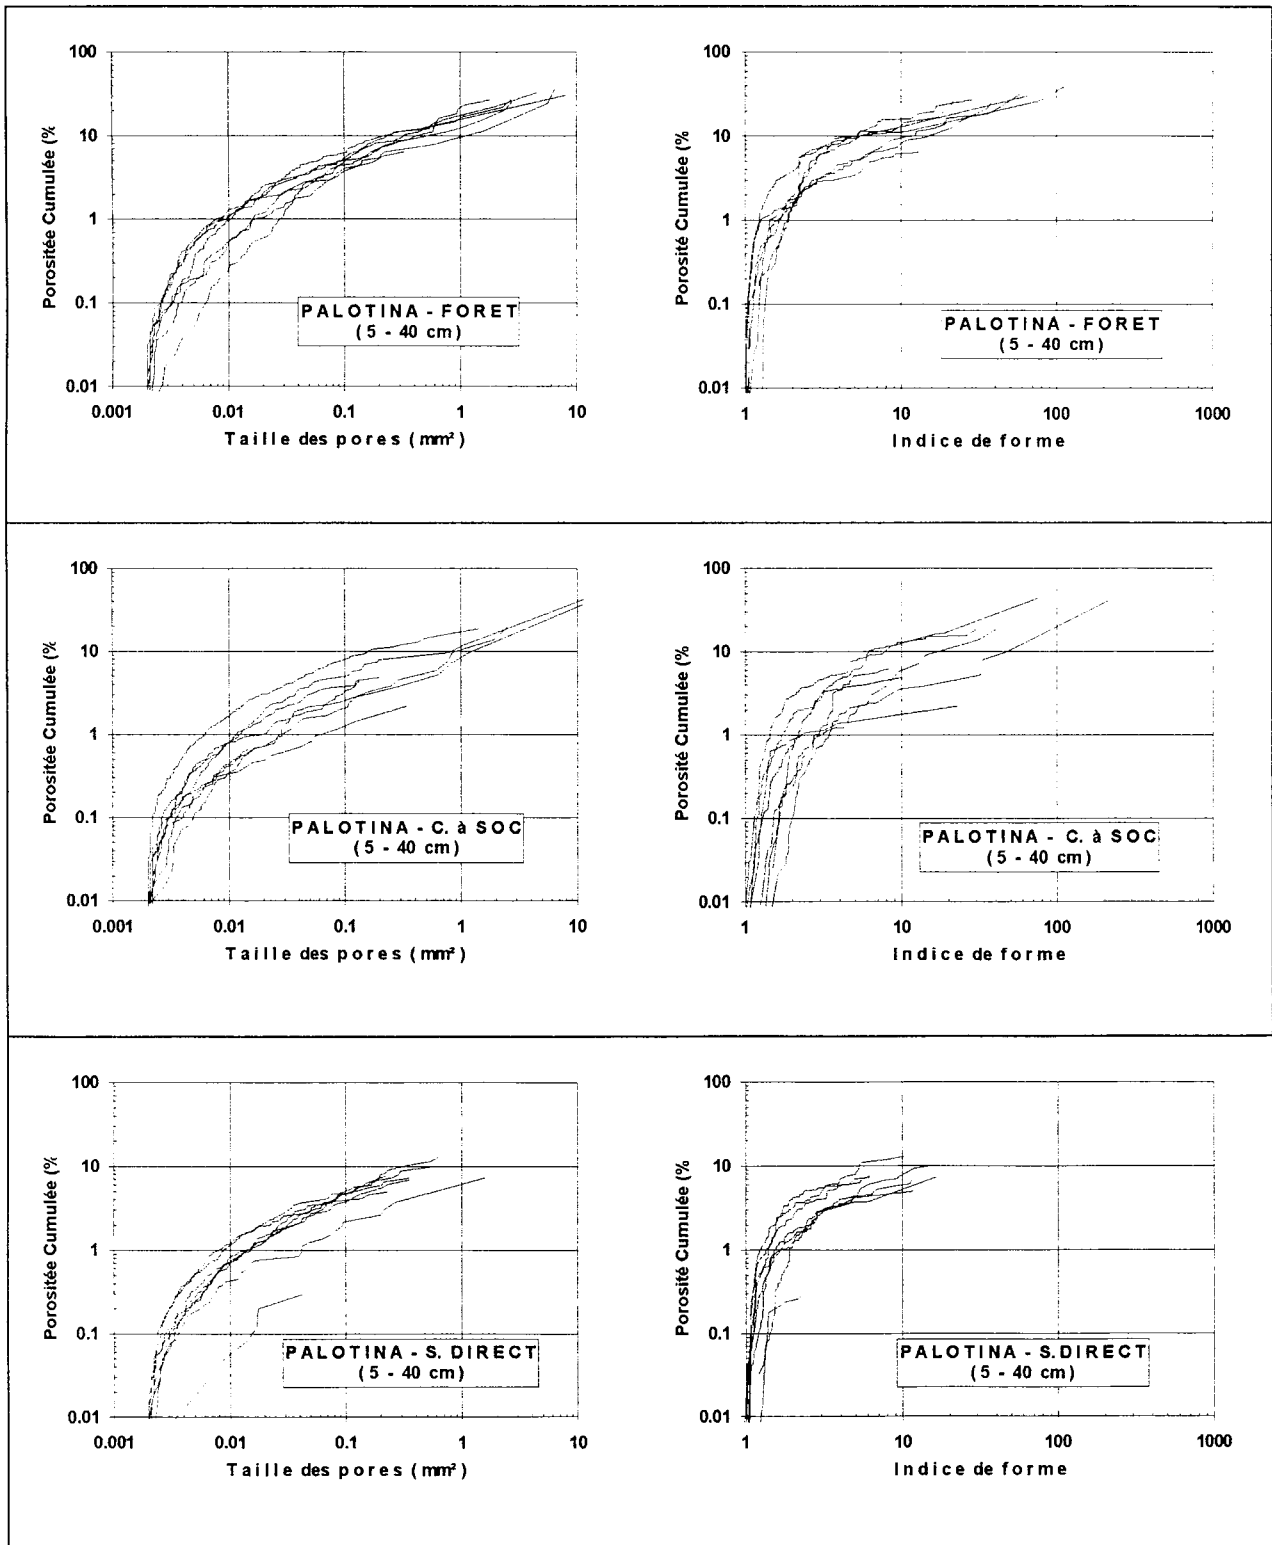 Porositée Cumulée (%
100
10
1
0.1
0.01
PALOTINA - FORET
(5 - 40 cm)
0.001 0.01 0.1 1 10
Taille des pores (mm²)
Porosité Cumulée (%
100
10
1
0.1
0.01
PALOTINA - FORET
(5 - 40 cm)
1 10 100 1000
Indice de forme
Porositée Cumulée (%
100
10
1
0.1
0.01
PALOTINA - C. à SOC
(5 - 40 cm)
0.001 0.01 0.1 1 10
Taille des pores (mm²)
Porosité Cumulée (%
100
10
1
0.1
0.01
PALOTINA - C. à SOC
(5 - 40 cm)
1 10 100 1000
Indice de forme
Porositée Cumulée (%
100
10
1
0.1
0.01
PALOTINA - S. DIRECT
(5 - 40 cm)
0.001 0.01 0.1 1 10
Taille des pores (mm²)
Porosité Cumulée (%
100
10
1
0.1
0.01
PALOTINA - S.DIRECT
(5 - 40 cm)
1 10 100 1000
Indice de forme